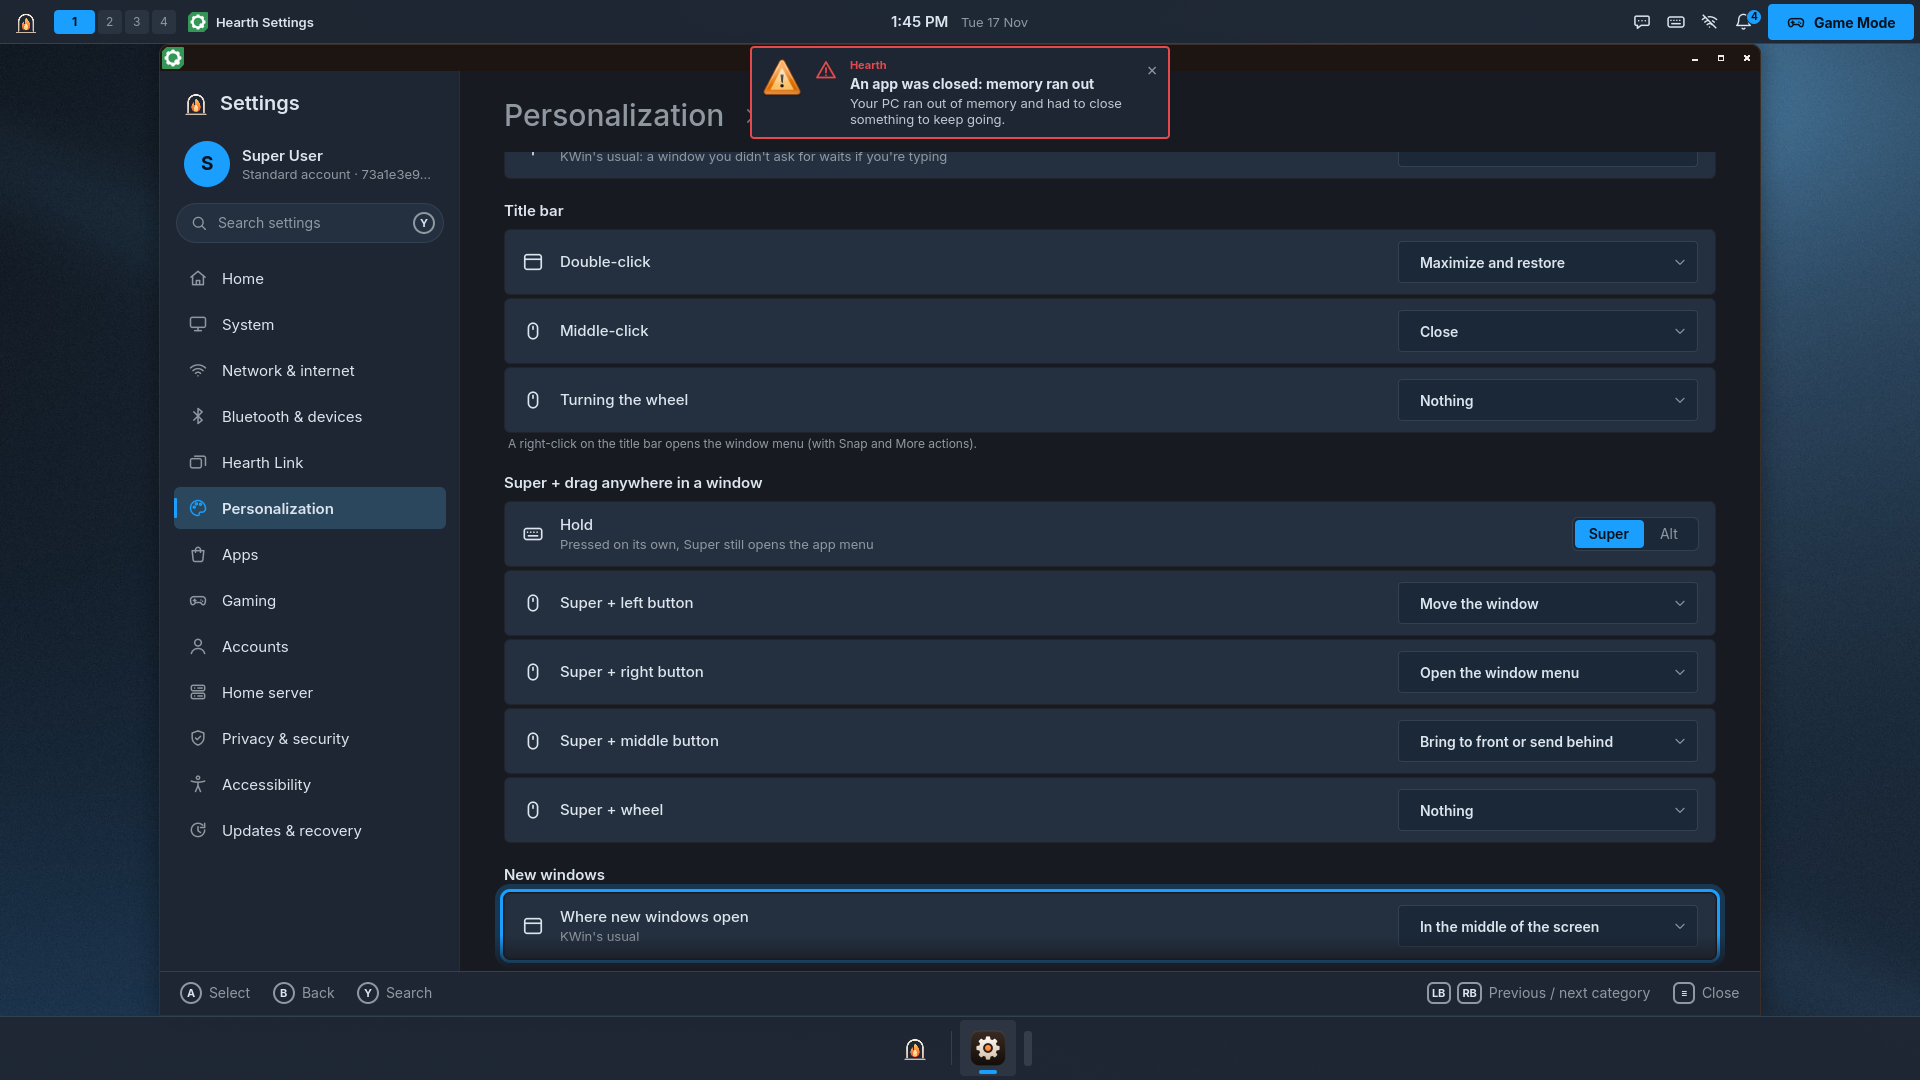 1 2 3 4 Hearth Settings
1:45 PM Tue 17 Nov
4
Game Mode
Hearth
An app was closed: memory ran out
Your PC ran out of memory and had to close
something to keep going.
Settings
S
Super User
Standard account · 73a1e3e9...
Search settings Y
Home
System
Network & internet
Bluetooth & devices
Hearth Link
Personalization
Apps
Gaming
Accounts
Home server
Privacy & security
Accessibility
Updates & recovery
Personalization
KWin's usual: a window you didn't ask for waits if you're typing
Title bar
Double-click Maximize and restore
Middle-click Close
Turning the wheel Nothing
A right-click on the title bar opens the window menu (with Snap and More actions).
Super + drag anywhere in a window
Hold
Pressed on its own, Super still opens the app menu
Super Alt
Super + left button Move the window
Super + right button Open the window menu
Super + middle button Bring to front or send behind
Super + wheel Nothing
New windows
Where new windows open
KWin's usual
In the middle of the screen
A Select B Back Y Search
LB RB Previous / next category Close